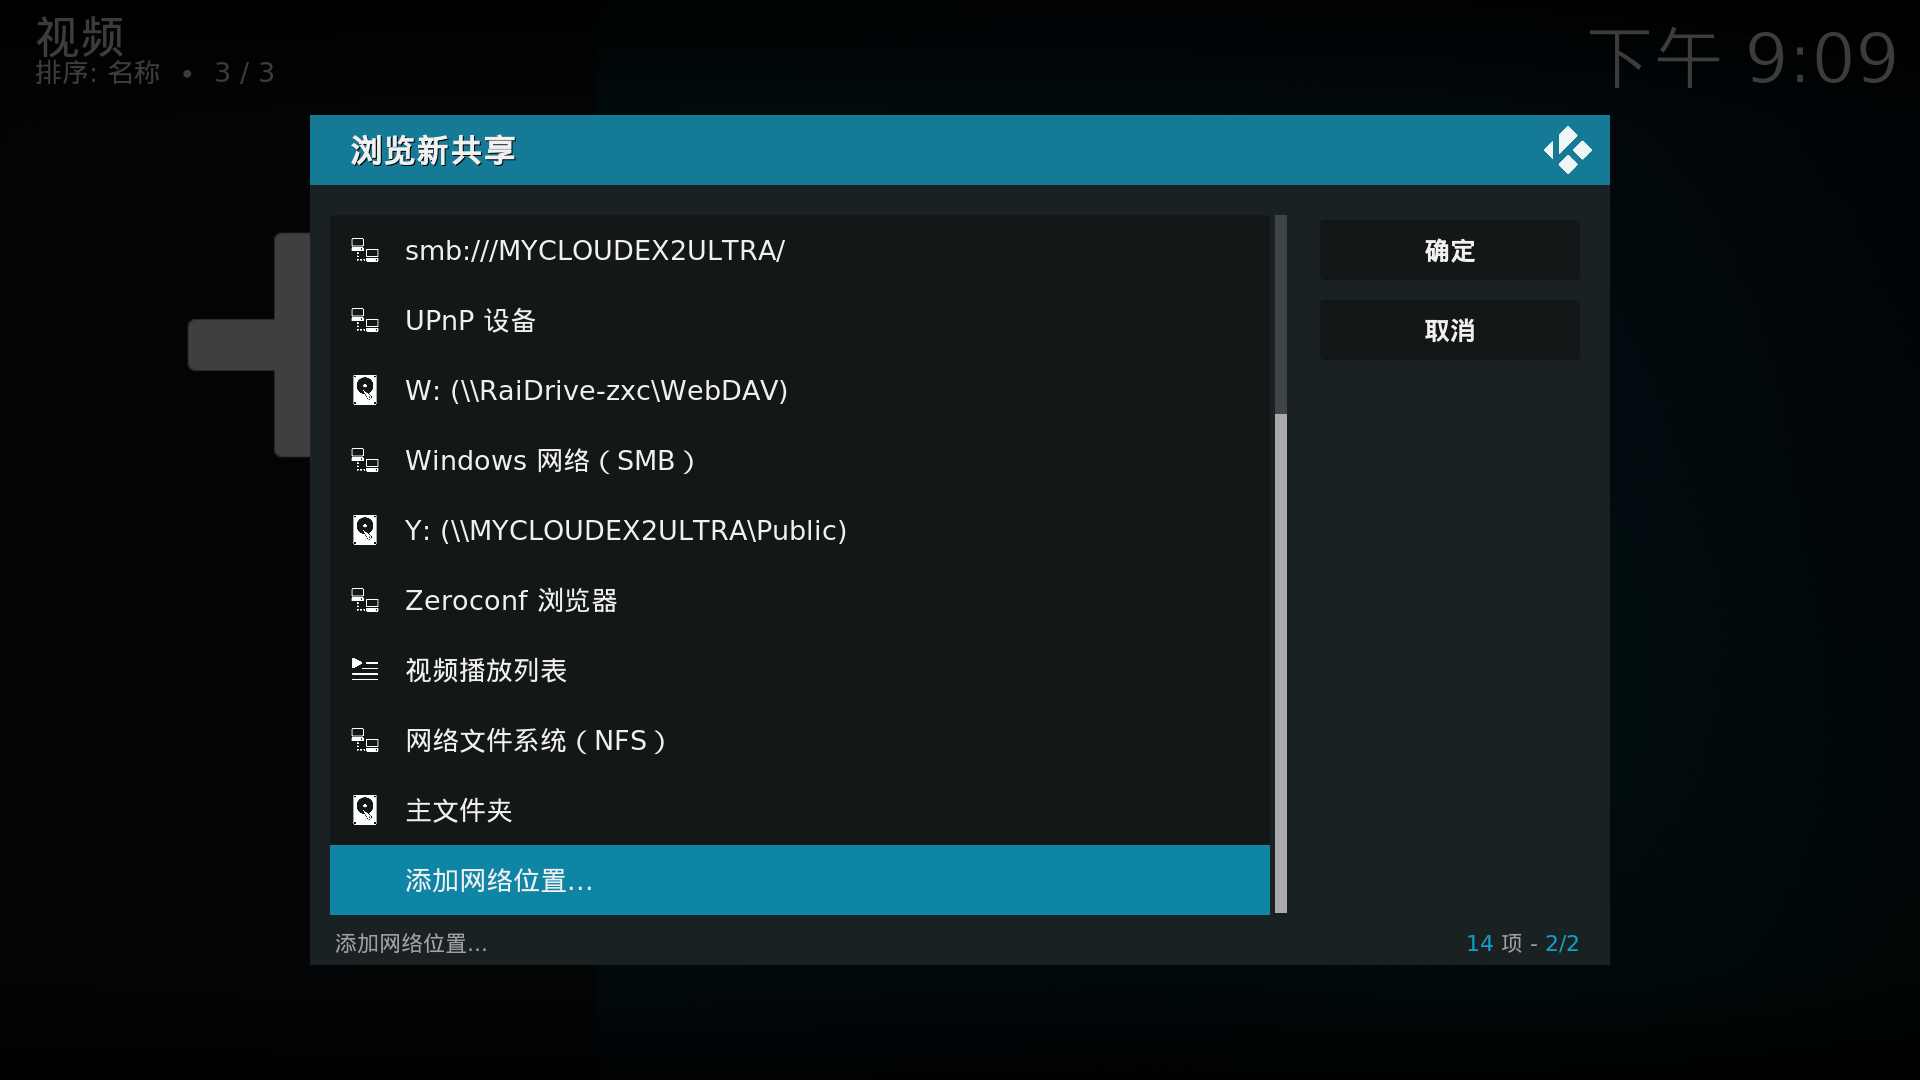 视频
排序: 名称 • 3 / 3
下午 9:09
浏览新共享
smb:///MYCLOUDEX2ULTRA/
UPnP 设备
W: (\\RaiDrive-zxc\WebDAV)
Windows 网络（SMB）
Y: (\\MYCLOUDEX2ULTRA\Public)
Zeroconf 浏览器
视频播放列表
网络文件系统（NFS）
主文件夹
添加网络位置...
确定
取消
添加网络位置...
14 项 - 2/2